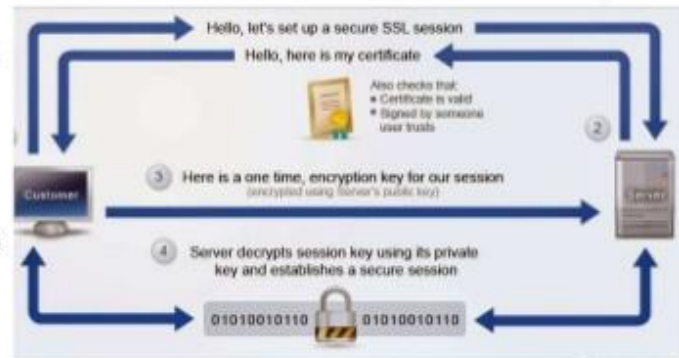 Hello, let's set up a secure SSL session
Hello, here is my certificate
Also checks that:
Certificate is valid
Signed by someone
user trusts
2
3 Here is a one time, encryption key for our session
(encrypted using Server's public key)
Customer
Server
4 Server decrypts session key using its private
key and establishes a secure session
01010010110 01010010110